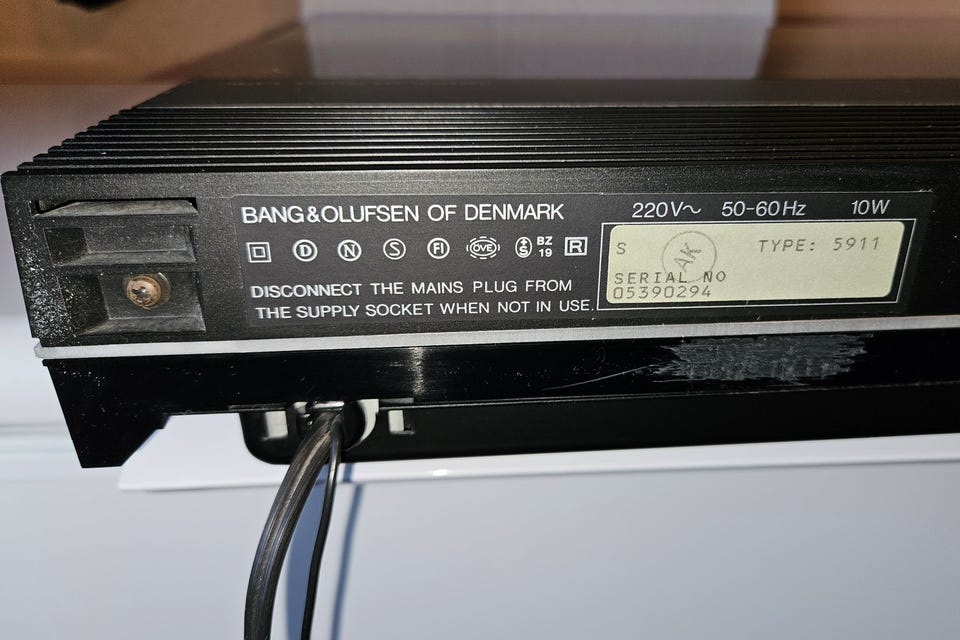 BANG&OLUFSEN OF DENMARK
D N S FI ÖVE S BZ 19 R
DISCONNECT THE MAINS PLUG FROM
THE SUPPLY SOCKET WHEN NOT IN USE.
220V~ 50-60Hz 10W
S AK TYPE: 5911
SERIAL NO
05390294